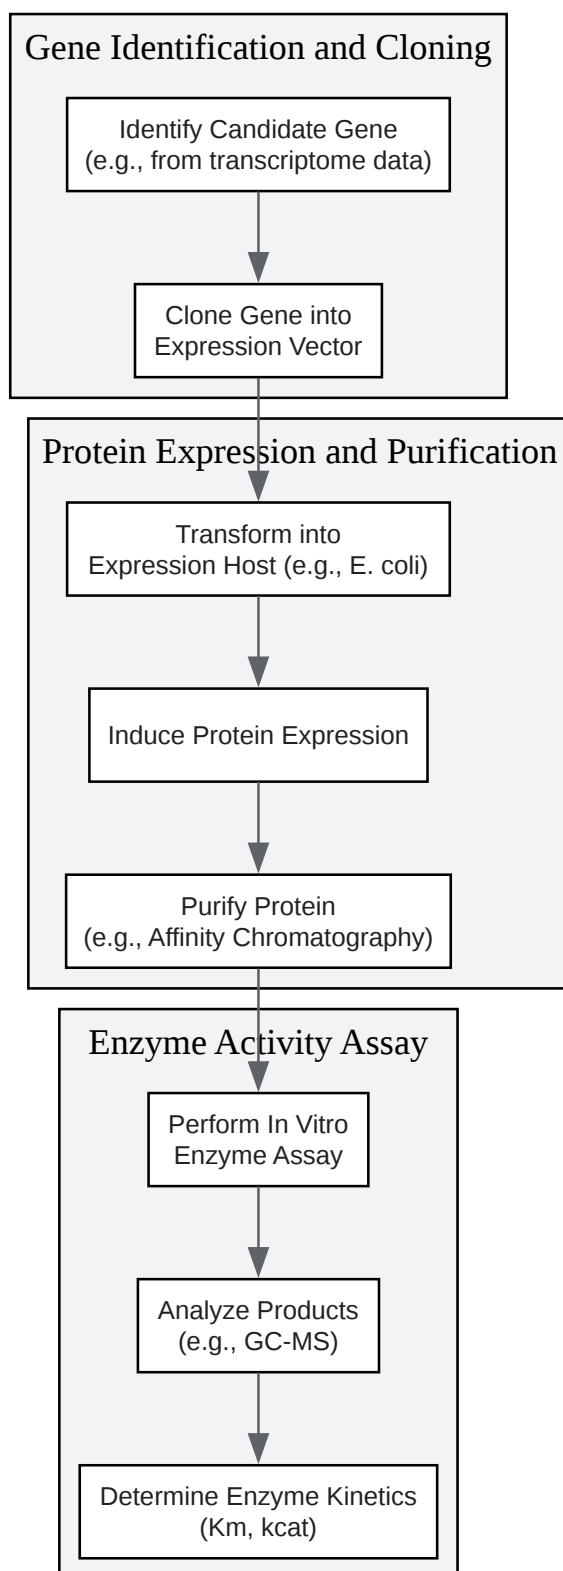 Gene Identification and Cloning
Identify Candidate Gene
(e.g., from transcriptome data)
Clone Gene into
Expression Vector
Protein Expression and Purification
Transform into
Expression Host (e.g., E. coli)
Induce Protein Expression
Purify Protein
(e.g., Affinity Chromatography)
Enzyme Activity Assay
Perform In Vitro
Enzyme Assay
Analyze Products
(e.g., GC-MS)
Determine Enzyme Kinetics
(Km, kcat)